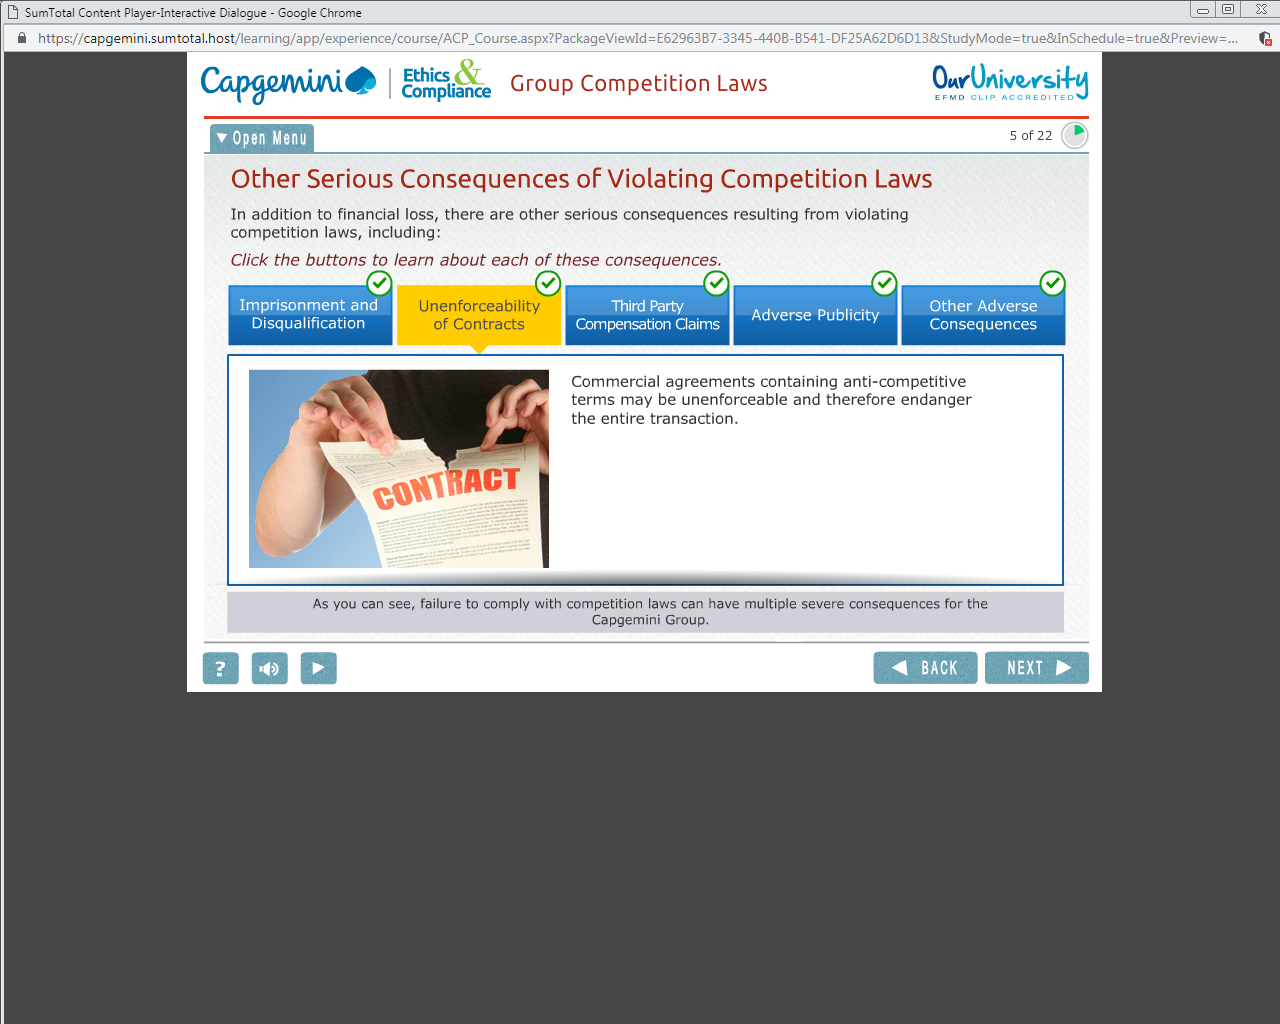 SumTotal Content Player-Interactive Dialogue - Google Chrome
https://capgemini.sumtotal.host/learning/app/experience/course/ACP_Course.aspx?PackageViewId=E62963B7-3345-440B-B541-DF25A62D6D13&StudyMode=true&InSchedule=true&Preview=...
Capgemini
Ethics &
Compliance
Group Competition Laws
OurUniversity
EFMD CLIP ACCREDITED
Open Menu
5 of 22
Other Serious Consequences of Violating Competition Laws
In addition to financial loss, there are other serious consequences resulting from violating
competition laws, including:
Click the buttons to learn about each of these consequences.
Imprisonment and
Disqualification
Unenforceability
of Contracts
Third Party
Compensation Claims
Adverse Publicity
Other Adverse
Consequences
CONTRACT
Commercial agreements containing anti-competitive
terms may be unenforceable and therefore endanger
the entire transaction.
As you can see, failure to comply with competition laws can have multiple severe consequences for the
Capgemini Group.
?
BACK
NEXT